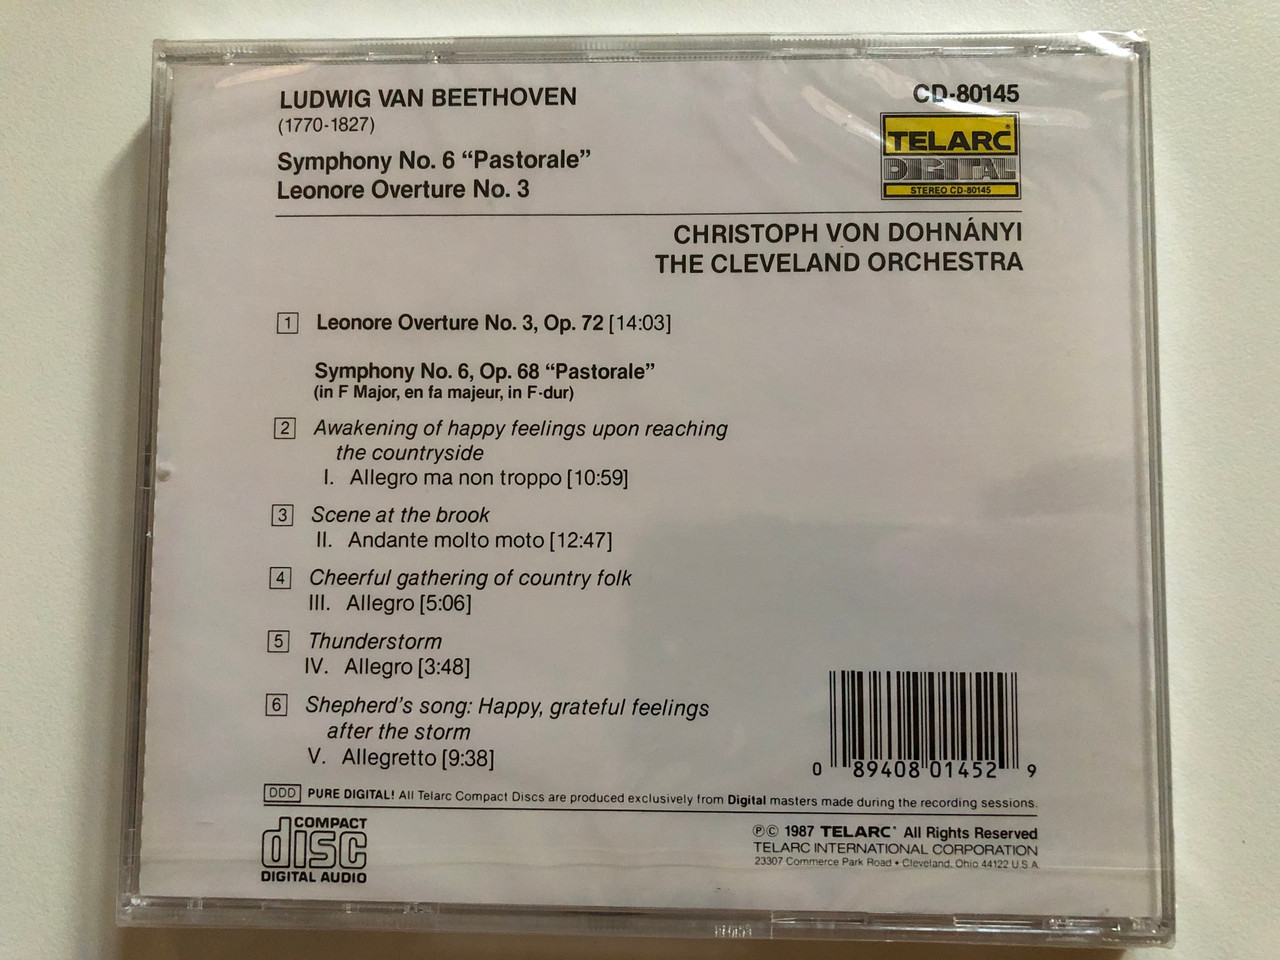 LUDWIG VAN BEETHOVEN
(1770-1827)
Symphony No. 6 “Pastorale”
Leonore Overture No. 3
CD-80145
TELARC®
DIGITAL
STEREO CD-80145
CHRISTOPH VON DOHNÁNYI
THE CLEVELAND ORCHESTRA
1 Leonore Overture No. 3, Op. 72 [14:03]
Symphony No. 6, Op. 68 “Pastorale”
(in F Major, en fa majeur, in F-dur)
2 Awakening of happy feelings upon reaching
the countryside
I. Allegro ma non troppo [10:59]
3 Scene at the brook
II. Andante molto moto [12:47]
4 Cheerful gathering of country folk
III. Allegro [5:06]
5 Thunderstorm
IV. Allegro [3:48]
6 Shepherd's song: Happy, grateful feelings
after the storm
V. Allegretto [9:38]
0 89408 01452 9
DDD PURE DIGITAL! All Telarc Compact Discs are produced exclusively from Digital masters made during the recording sessions.
COMPACT
disc
DIGITAL AUDIO
℗© 1987 TELARC® All Rights Reserved
TELARC INTERNATIONAL CORPORATION
23307 Commerce Park Road • Cleveland, Ohio 44122 U.S.A.